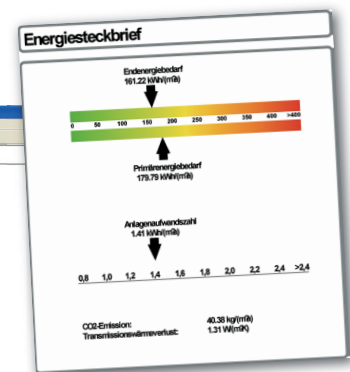 Energiesteckbrief
Endenergiebedarf
161.22 kWh/(m²a)
0 50 100 150 200 250 300 350 400 >400
Primärenergiebedarf
179.79 kWh/(m²a)
Anlagenaufwandszahl
1.41 kWh/(m²a)
0,8 1,0 1,2 1,4 1,6 1,8 2,0 2,2 2,4 >2,4
CO2-Emission: 40.38 kg/(m²a)
Transmissionswärmeverlust: 1.31 W/(m²K)